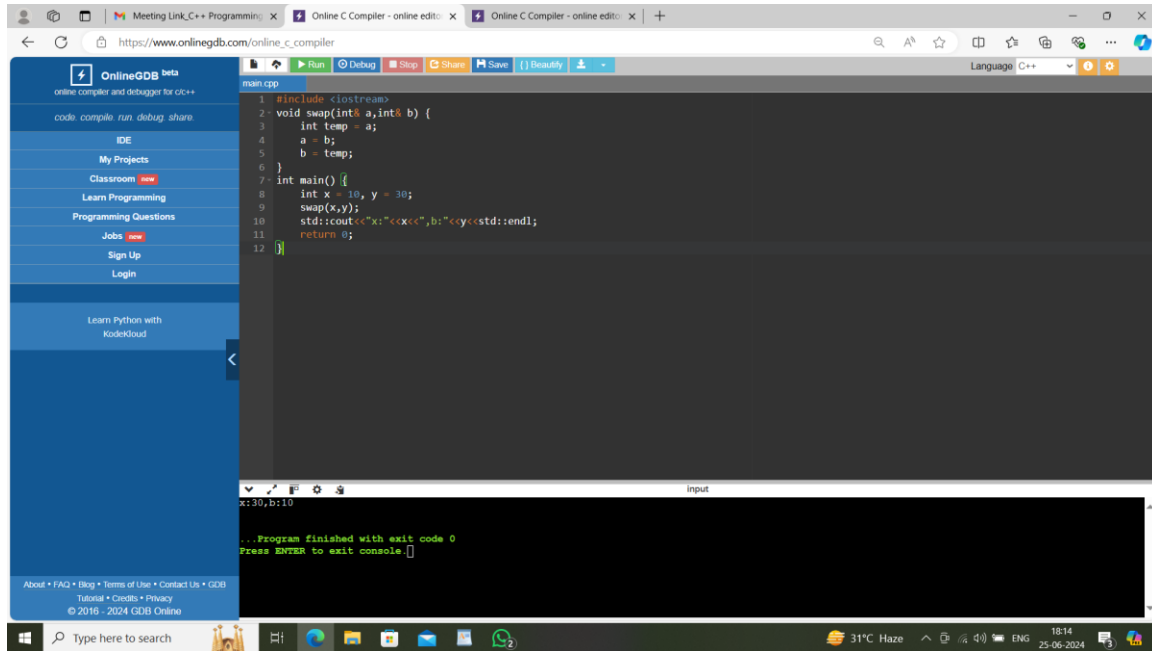 Meeting Link_C++ Programming
Online C Compiler - online edito
Online C Compiler - online edito
https://www.onlinegdb.com/online_c_compiler
OnlineGDB beta
online compiler and debugger for c/c++
code. compile. run. debug. share.
IDE
My Projects
Classroom new
Learn Programming
Programming Questions
Jobs new
Sign Up
Login
Learn Python with
KodeKloud
About • FAQ • Blog • Terms of Use • Contact Us • GDB
Tutorial • Credits • Privacy
© 2016 - 2024 GDB Online
Run Debug Stop Share Save {} Beautify
Language C++
main.cpp
1 #include <iostream>
2 void swap(int& a,int& b) {
3 int temp = a;
4 a = b;
5 b = temp;
6 }
7 int main() {
8 int x = 10, y = 30;
9 swap(x,y);
10 std::cout<<"x:"<<x<<",b:"<<y<<std::endl;
11 return 0;
12 }
input
x:30,b:10
...Program finished with exit code 0
Press ENTER to exit console.
Type here to search
31°C Haze
ENG
18:14
25-06-2024